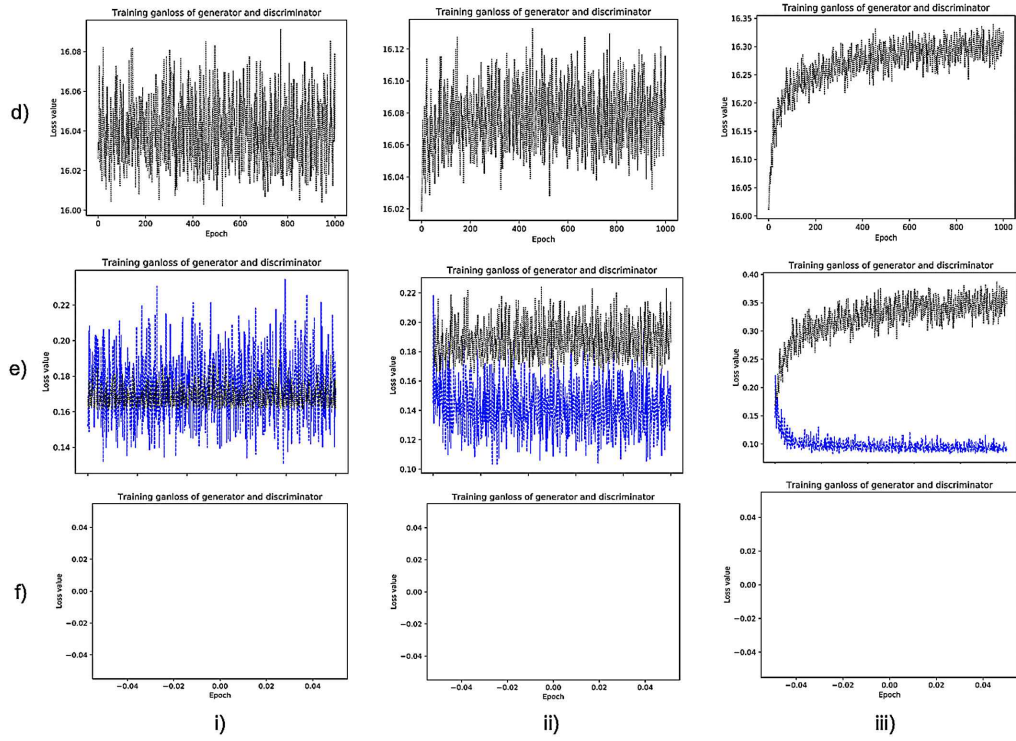 Training ganloss of generator and discriminator
Training ganloss of generator and discriminator
Training ganloss of generator and discriminator
d)
Loss value
16.08
16.06
16.04
16.02
16.00
0 200 400 600 800 1000
Epoch
Loss value
16.12
16.10
16.08
16.06
16.04
16.02
0 200 400 600 800 1000
Epoch
Loss value
16.30
16.25
16.20
16.15
16.10
16.05
16.00
0 200 400 600 800 1000
Epoch
Training ganloss of generator and discriminator
Training ganloss of generator and discriminator
Training ganloss of generator and discriminator
e)
Loss value
0.22
0.20
0.18
0.16
0.14
Loss value
0.22
0.20
0.18
0.16
0.14
0.12
0.10
Loss value
0.40
0.35
0.30
0.25
0.20
0.15
0.10
Training ganloss of generator and discriminator
Training ganloss of generator and discriminator
Training ganloss of generator and discriminator
f)
Loss value
0.04
0.02
0.00
−0.02
−0.04
−0.04 −0.02 0.00 0.02 0.04
Epoch
Loss value
0.04
0.02
0.00
−0.02
−0.04
−0.04 −0.02 0.00 0.02 0.04
Epoch
Loss value
0.04
0.02
0.00
−0.02
−0.04
−0.04 −0.02 0.00 0.02 0.04
Epoch
i) ii) iii)